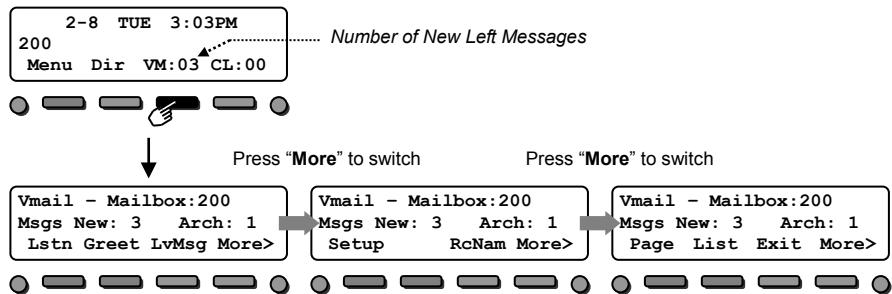 2-8 TUE 3:03PM
200
Menu Dir VM:03 CL:00
Number of New Left Messages
Press “More” to switch
Press “More” to switch
Vmail – Mailbox:200
Msgs New: 3 Arch: 1
Lstn Greet LvMsg More>
Vmail – Mailbox:200
Msgs New: 3 Arch: 1
Setup RcNam More>
Vmail – Mailbox:200
Msgs New: 3 Arch: 1
Page List Exit More>